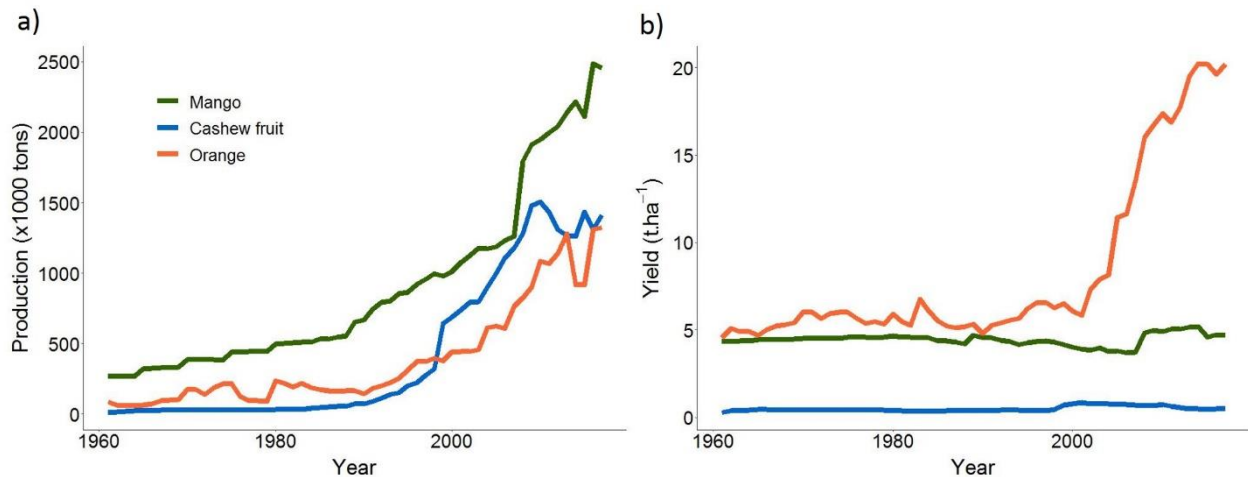 a)
Production (x1000 tons)
2500
2000
1500
1000
500
0
Mango
Cashew fruit
Orange
1960 1980 2000
Year
b)
Yield (t.ha⁻¹)
20
15
10
5
0
1960 1980 2000
Year